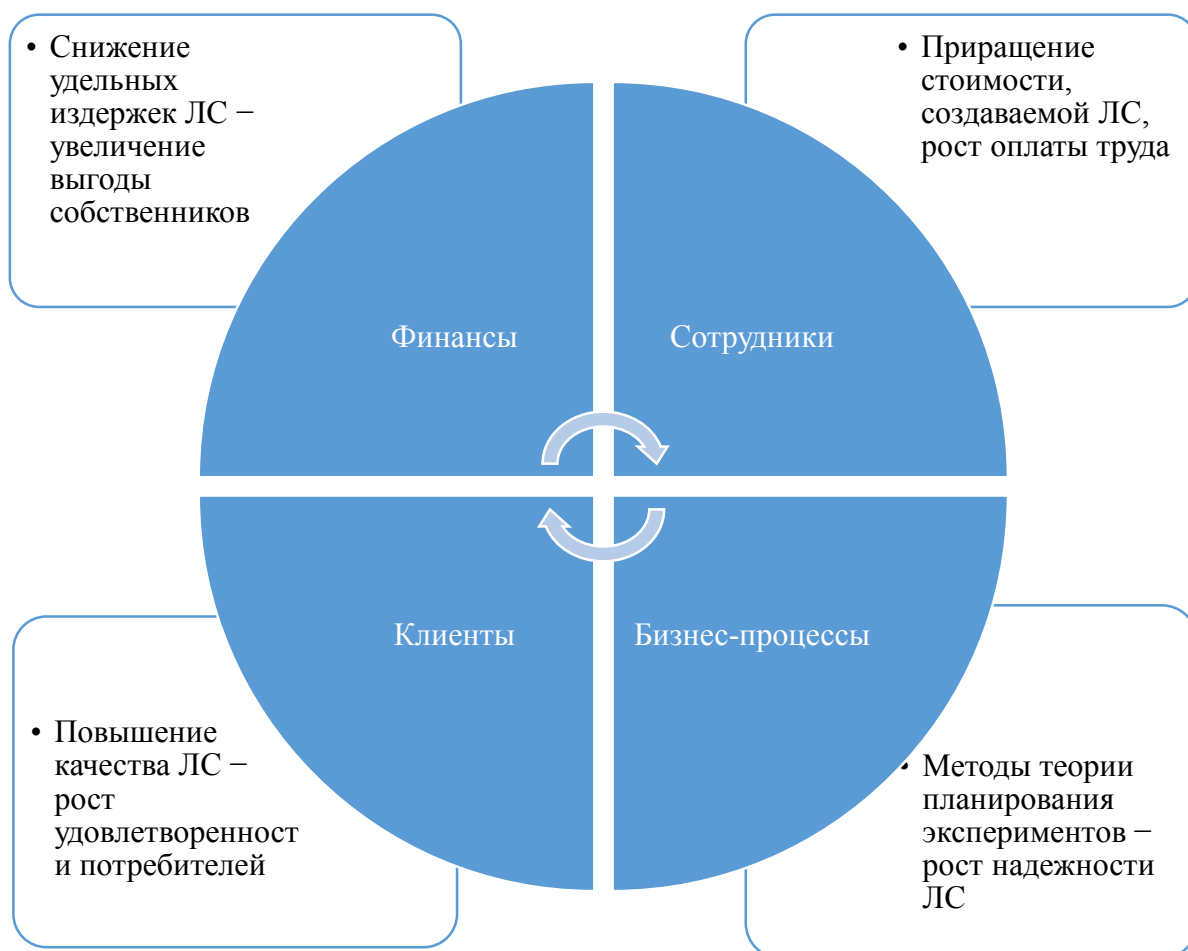 • Снижение
удельных
издержек ЛС −
увеличение
выгоды
собственников
• Приращение
стоимости,
создаваемой ЛС,
рост оплаты труда
Финансы
Сотрудники
Клиенты
Бизнес-процессы
• Повышение
качества ЛС −
рост
удовлетворенност
и потребителей
• Методы теории
планирования
экспериментов −
рост надежности
ЛС